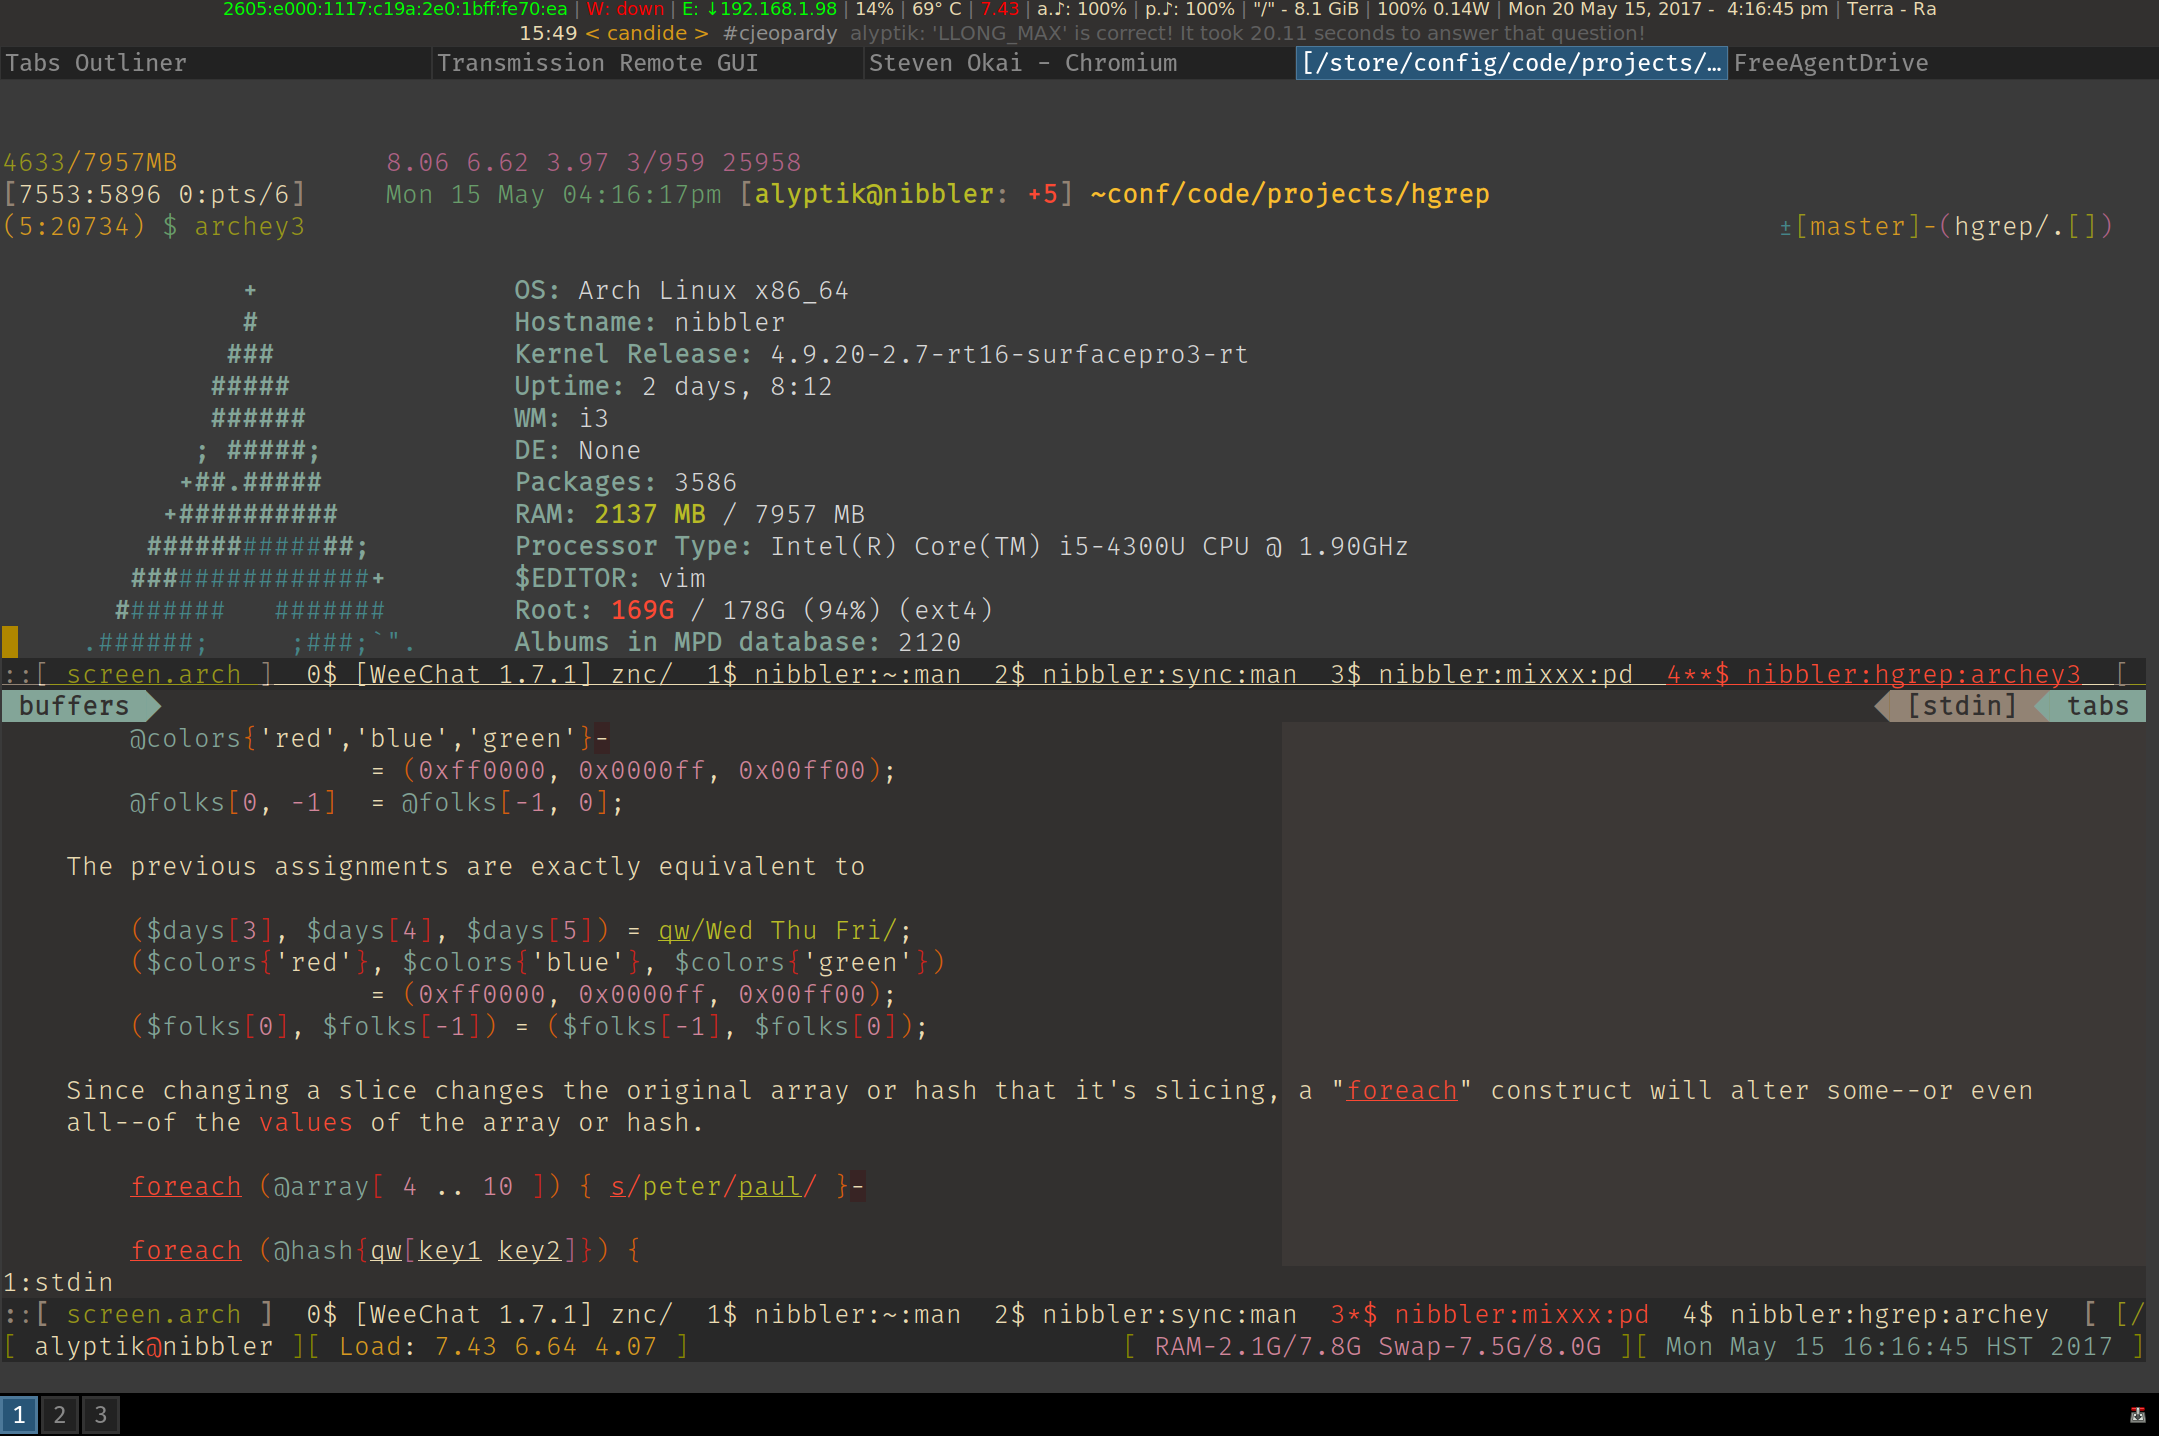 2605:e000:1117:c19a:2e0:1bff:fe70:ea | W: down | E: ↓192.168.1.98 | 14% | 69° C | 7.43 | a.♪: 100% | p.♪: 100% | "/" - 8.1 GiB | 100% 0.14W | Mon 20 May 15, 2017 -  4:16:45 pm | Terra - Ra
15:49 < candide >  #cjeopardy  alyptik: 'LLONG_MAX' is correct! It took 20.11 seconds to answer that question!
Tabs Outliner  Transmission Remote GUI  Steven Okai - Chromium  [/store/config/code/projects/…  FreeAgentDrive
4633/7957MB             8.06 6.62 3.97 3/959 25958
[7553:5896 0:pts/6]     Mon 15 May 04:16:17pm [alyptik@nibbler: +5] ~conf/code/projects/hgrep
(5:20734) $ archey3     ±[master]-(hgrep/.[])
+               OS: Arch Linux x86_64
#               Hostname: nibbler
###              Kernel Release: 4.9.20-2.7-rt16-surfacepro3-rt
#####             Uptime: 2 days, 8:12
######            WM: i3
; #####;           DE: None
+##.#####           Packages: 3586
+##########          RAM: 2137 MB / 7957 MB
#############;         Processor Type: Intel(R) Core(TM) i5-4300U CPU @ 1.90GHz
###############+        $EDITOR: vim
#######   #######        Root: 169G / 178G (94%) (ext4)
.######;     ;###;`".      Albums in MPD database: 2120
::[ screen.arch ]  0$ [WeeChat 1.7.1] znc/  1$ nibbler:~:man  2$ nibbler:sync:man  3$ nibbler:mixxx:pd  4**$ nibbler:hgrep:archey3  [
buffers  [stdin]  tabs
@colors{'red','blue','green'}-
= (0xff0000, 0x0000ff, 0x00ff00);
@folks[0, -1]  = @folks[-1, 0];
The previous assignments are exactly equivalent to
($days[3], $days[4], $days[5]) = qw/Wed Thu Fri/;
($colors{'red'}, $colors{'blue'}, $colors{'green'})
= (0xff0000, 0x0000ff, 0x00ff00);
($folks[0], $folks[-1]) = ($folks[-1], $folks[0]);
Since changing a slice changes the original array or hash that it's slicing, a "foreach" construct will alter some--or even
all--of the values of the array or hash.
foreach (@array[ 4 .. 10 ]) { s/peter/paul/ }-
foreach (@hash{qw[key1 key2]}) {
1:stdin
::[ screen.arch ]  0$ [WeeChat 1.7.1] znc/  1$ nibbler:~:man  2$ nibbler:sync:man  3*$ nibbler:mixxx:pd  4$ nibbler:hgrep:archey  [ [/
[ alyptik@nibbler ][ Load: 7.43 6.64 4.07 ]  [ RAM-2.1G/7.8G Swap-7.5G/8.0G ][ Mon May 15 16:16:45 HST 2017 ]
1 2 3